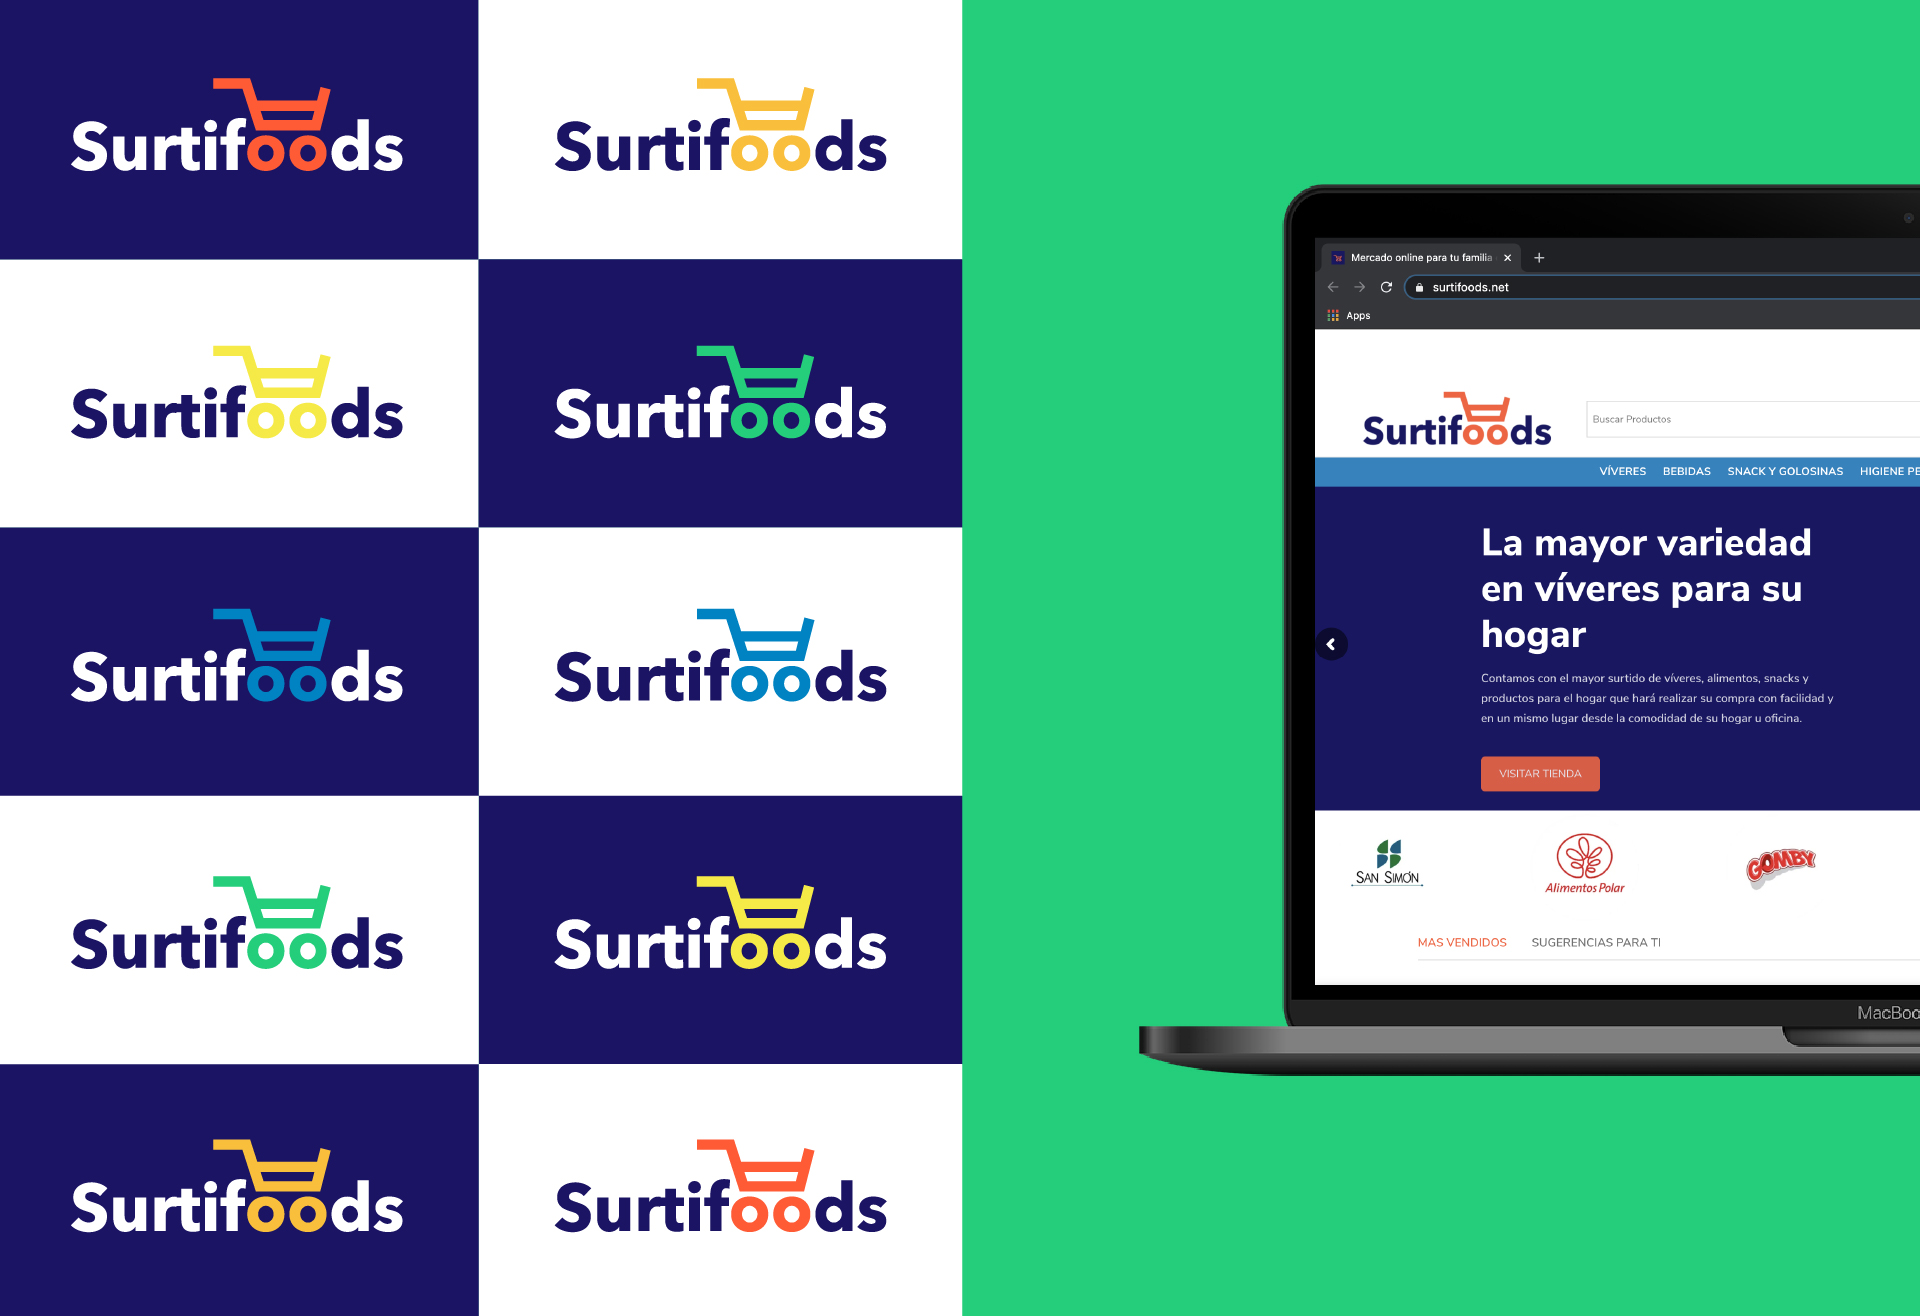 Surtifoods
Surtifoods
Surtifoods
Surtifoods
Surtifoods
Surtifoods
Surtifoods
Surtifoods
Surtifoods
Surtifoods
Mercado online para tu familia
surtifoods.net
Apps
Surtifoods
Buscar Productos
VÍVERES BEBIDAS SNACK Y GOLOSINAS HIGIENE PE
La mayor variedad
en víveres para su
hogar
Contamos con el mayor surtido de víveres, alimentos, snacks y
productos para el hogar que hará realizar su compra con facilidad y
en un mismo lugar desde la comodidad de su hogar u oficina.
VISITAR TIENDA
SAN SIMÓN
Alimentos Polar
GOMBY
MAS VENDIDOS SUGERENCIAS PARA TI
MacBoo